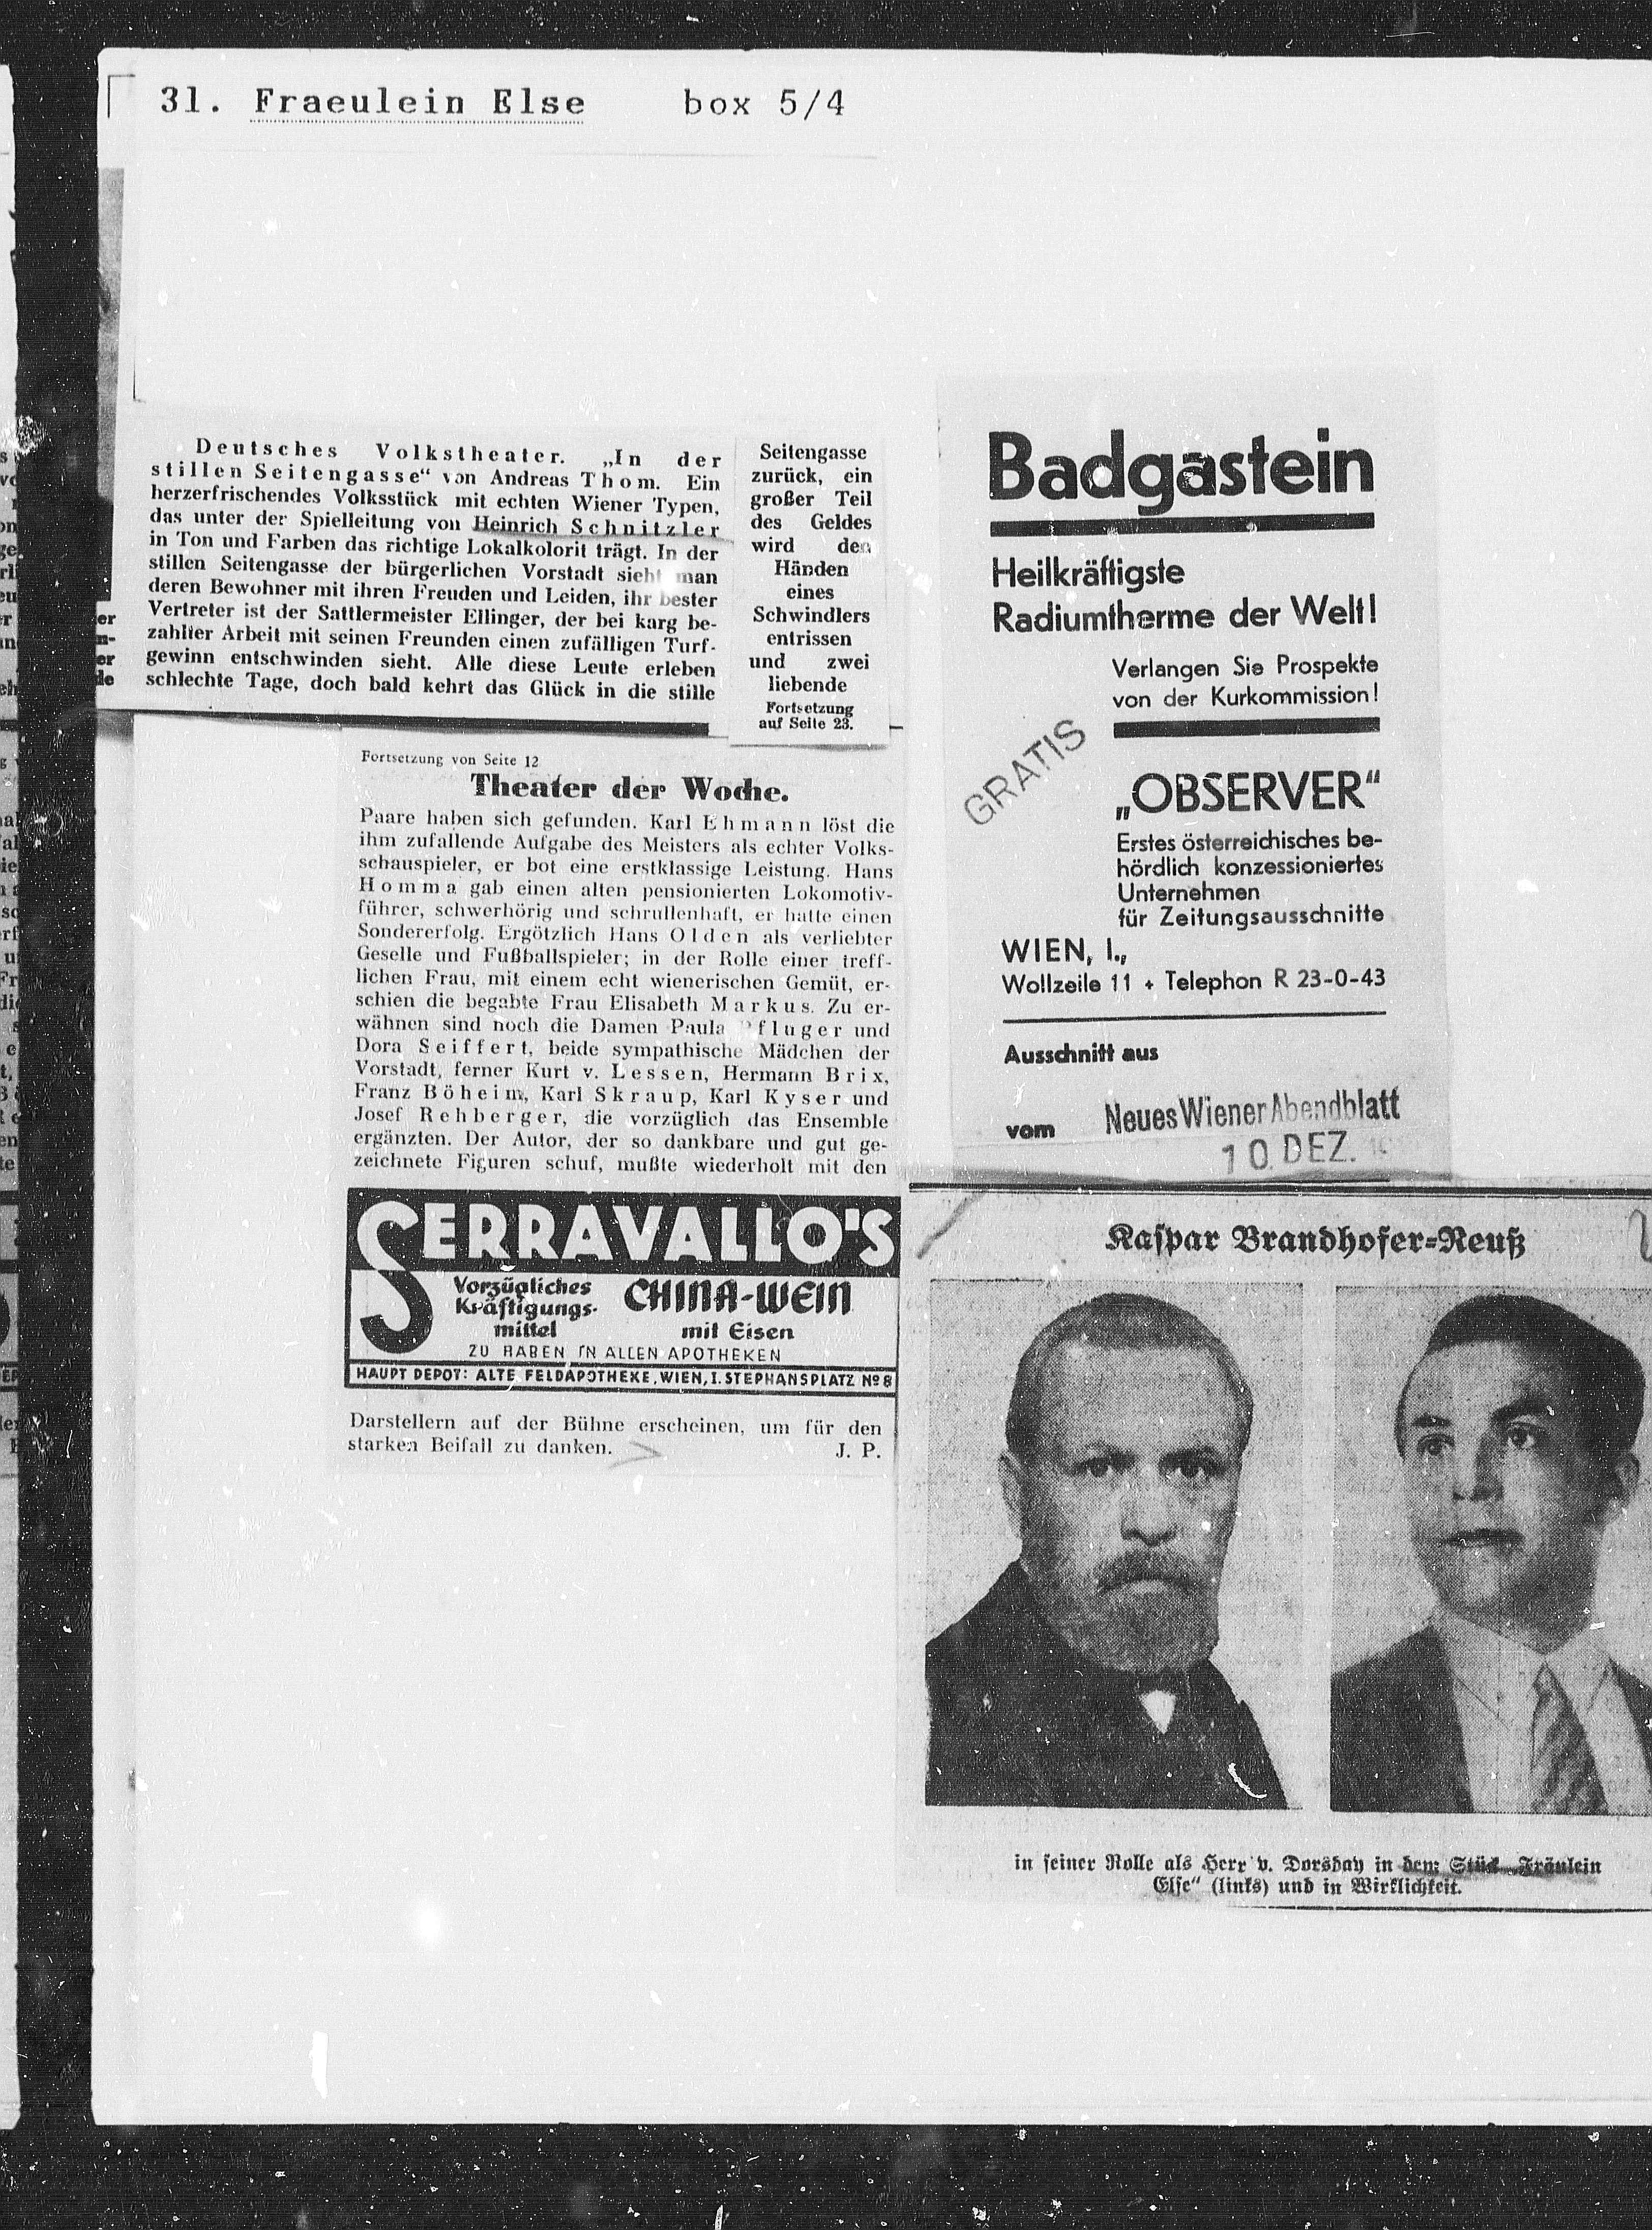 31. Fraeulein Else box 5/4
Deutsches Volkstheater. „In der
stillen Seitengasse“ von Andreas Thom. Ein
herzerfrischendes Volksstück mit echten Wiener Typen,
das unter der Spielleitung von Heinrich Schnitzler
in Ton und Farben das richtige Lokalkolorit trägt. In der
stillen Seitengasse der bürgerlichen Vorstadt sieht man
deren Bewohner mit ihren Freuden und Leiden, ihr bester
Vertreter ist der Sattlermeister Ellinger, der bei karg be-
zahlter Arbeit mit seinen Freunden einen zufälligen Turf-
gewinn entschwinden sieht. Alle diese Leute erleben
schlechte Tage, doch bald kehrt das Glück in die stille
Seitengasse
zurück, ein
großer Teil
des Geldes
wird den
Händen
eines
Schwindlers
entrissen
und zwei
liebende
Fortsetzung
auf Seite 23.
Fortsetzung von Seite 12
Theater der Woche.
Paare haben sich gefunden. Karl Ehmann löst die
ihm zufallende Aufgabe des Meisters als echter Volks-
schauspieler, er bot eine erstklassige Leistung. Hans
Homma gab einen alten pensionierten Lokomotiv-
führer, schwerhörig und schrullenhaft, er hatte einen
Sondererfolg. Ergötzlich Hans Olden als verliebter
Geselle und Fußballspieler; in der Rolle einer treff-
lichen Frau, mit einem echt wienerischen Gemüt, er-
schien die begabte Frau Elisabeth Markus. Zu er-
wähnen sind noch die Damen Paula Pfluger und
Dora Seiffert, beide sympathische Mädchen der
Vorstadt, ferner Kurt v. Lessen, Hermann Brix,
Franz Böheim, Karl Skraup, Karl Kyser und
Josef Rehberger, die vorzüglich das Ensemble
ergänzten. Der Autor, der so dankbare und gut ge-
zeichnete Figuren schuf, mußte wiederholt mit den
SERRAVALLO'S
Vorzügliches
Kräftigungs-
mittel
CHINA-WEIN
mit Eisen
ZU HABEN IN ALLEN APOTHEKEN
HAUPT DEPOT: ALTE FELDAPOTHEKE, WIEN, I. STEPHANSPLATZ No 8
Darstellern auf der Bühne erscheinen, um für den
starken Beifall zu danken. J. P.
Badgastein
Heilkräftigste
Radiumtherme der Welt!
Verlangen Sie Prospekte
von der Kurkommission!
GRATIS
„OBSERVER“
Erstes österreichisches be-
hördlich konzessioniertes
Unternehmen
für Zeitungsausschnitte
WIEN, I.,
Wollzeile 11 + Telephon R 23-0-43
Ausschnitt aus
Neues Wiener Abendblatt
vom
10. DEZ.
Kaspar Brandhofer-Reuß
in seiner Rolle als Herr v. Dorsday in dem Stück „Fräulein
Else“ (links) und in Wirklichkeit.